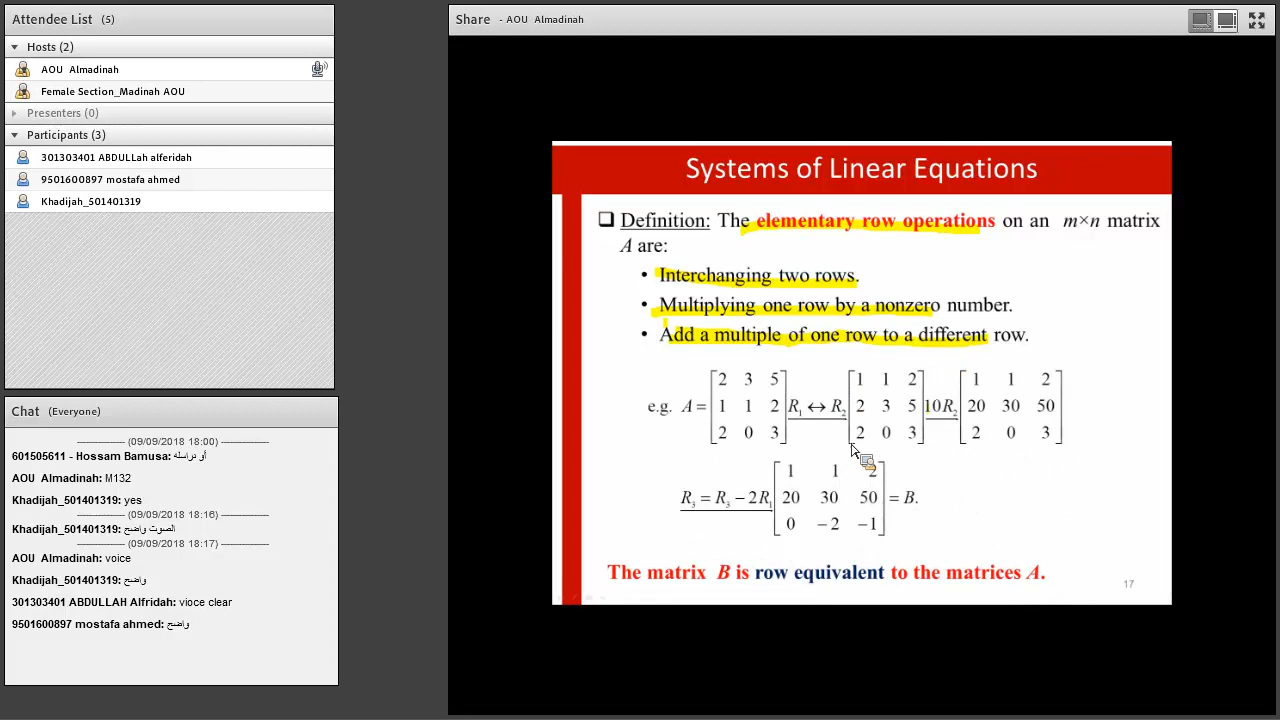 Attendee List (5)
Hosts (2)
AOU Almadinah
Female Section_Madinah AOU
Presenters (0)
Participants (3)
301303401 ABDULLah alferidah
9501600897 mostafa ahmed
Khadijah_501401319
Chat (Everyone)
------------------ (09/09/2018 18:00) ------------------
601505611 - Hossam Bamusa: أو دراسله
AOU Almadinah: M132
Khadijah_501401319: yes
------------------ (09/09/2018 18:16) ------------------
Khadijah_501401319: الصوت واضح
------------------ (09/09/2018 18:17) ------------------
AOU Almadinah: voice
Khadijah_501401319: واضح
301303401 ABDULLAH Alfridah: vioce clear
9501600897 mostafa ahmed: واضح
Share - AOU Almadinah
Systems of Linear Equations
❑ Definition: The elementary row operations on an m×n matrix
A are:
• Interchanging two rows.
• Multiplying one row by a nonzero number.
• Add a multiple of one row to a different row.
2 3 5 1 1 2 1 1 2
e.g. A = 1 1 2 R₁ ↔ R₂ 2 3 5 10R₂ 20 30 50
2 0 3 2 0 3 2 0 3
1 1 2
R₃ = R₃ − 2R₁ 20 30 50 = B.
0 −2 −1
The matrix B is row equivalent to the matrices A.
17